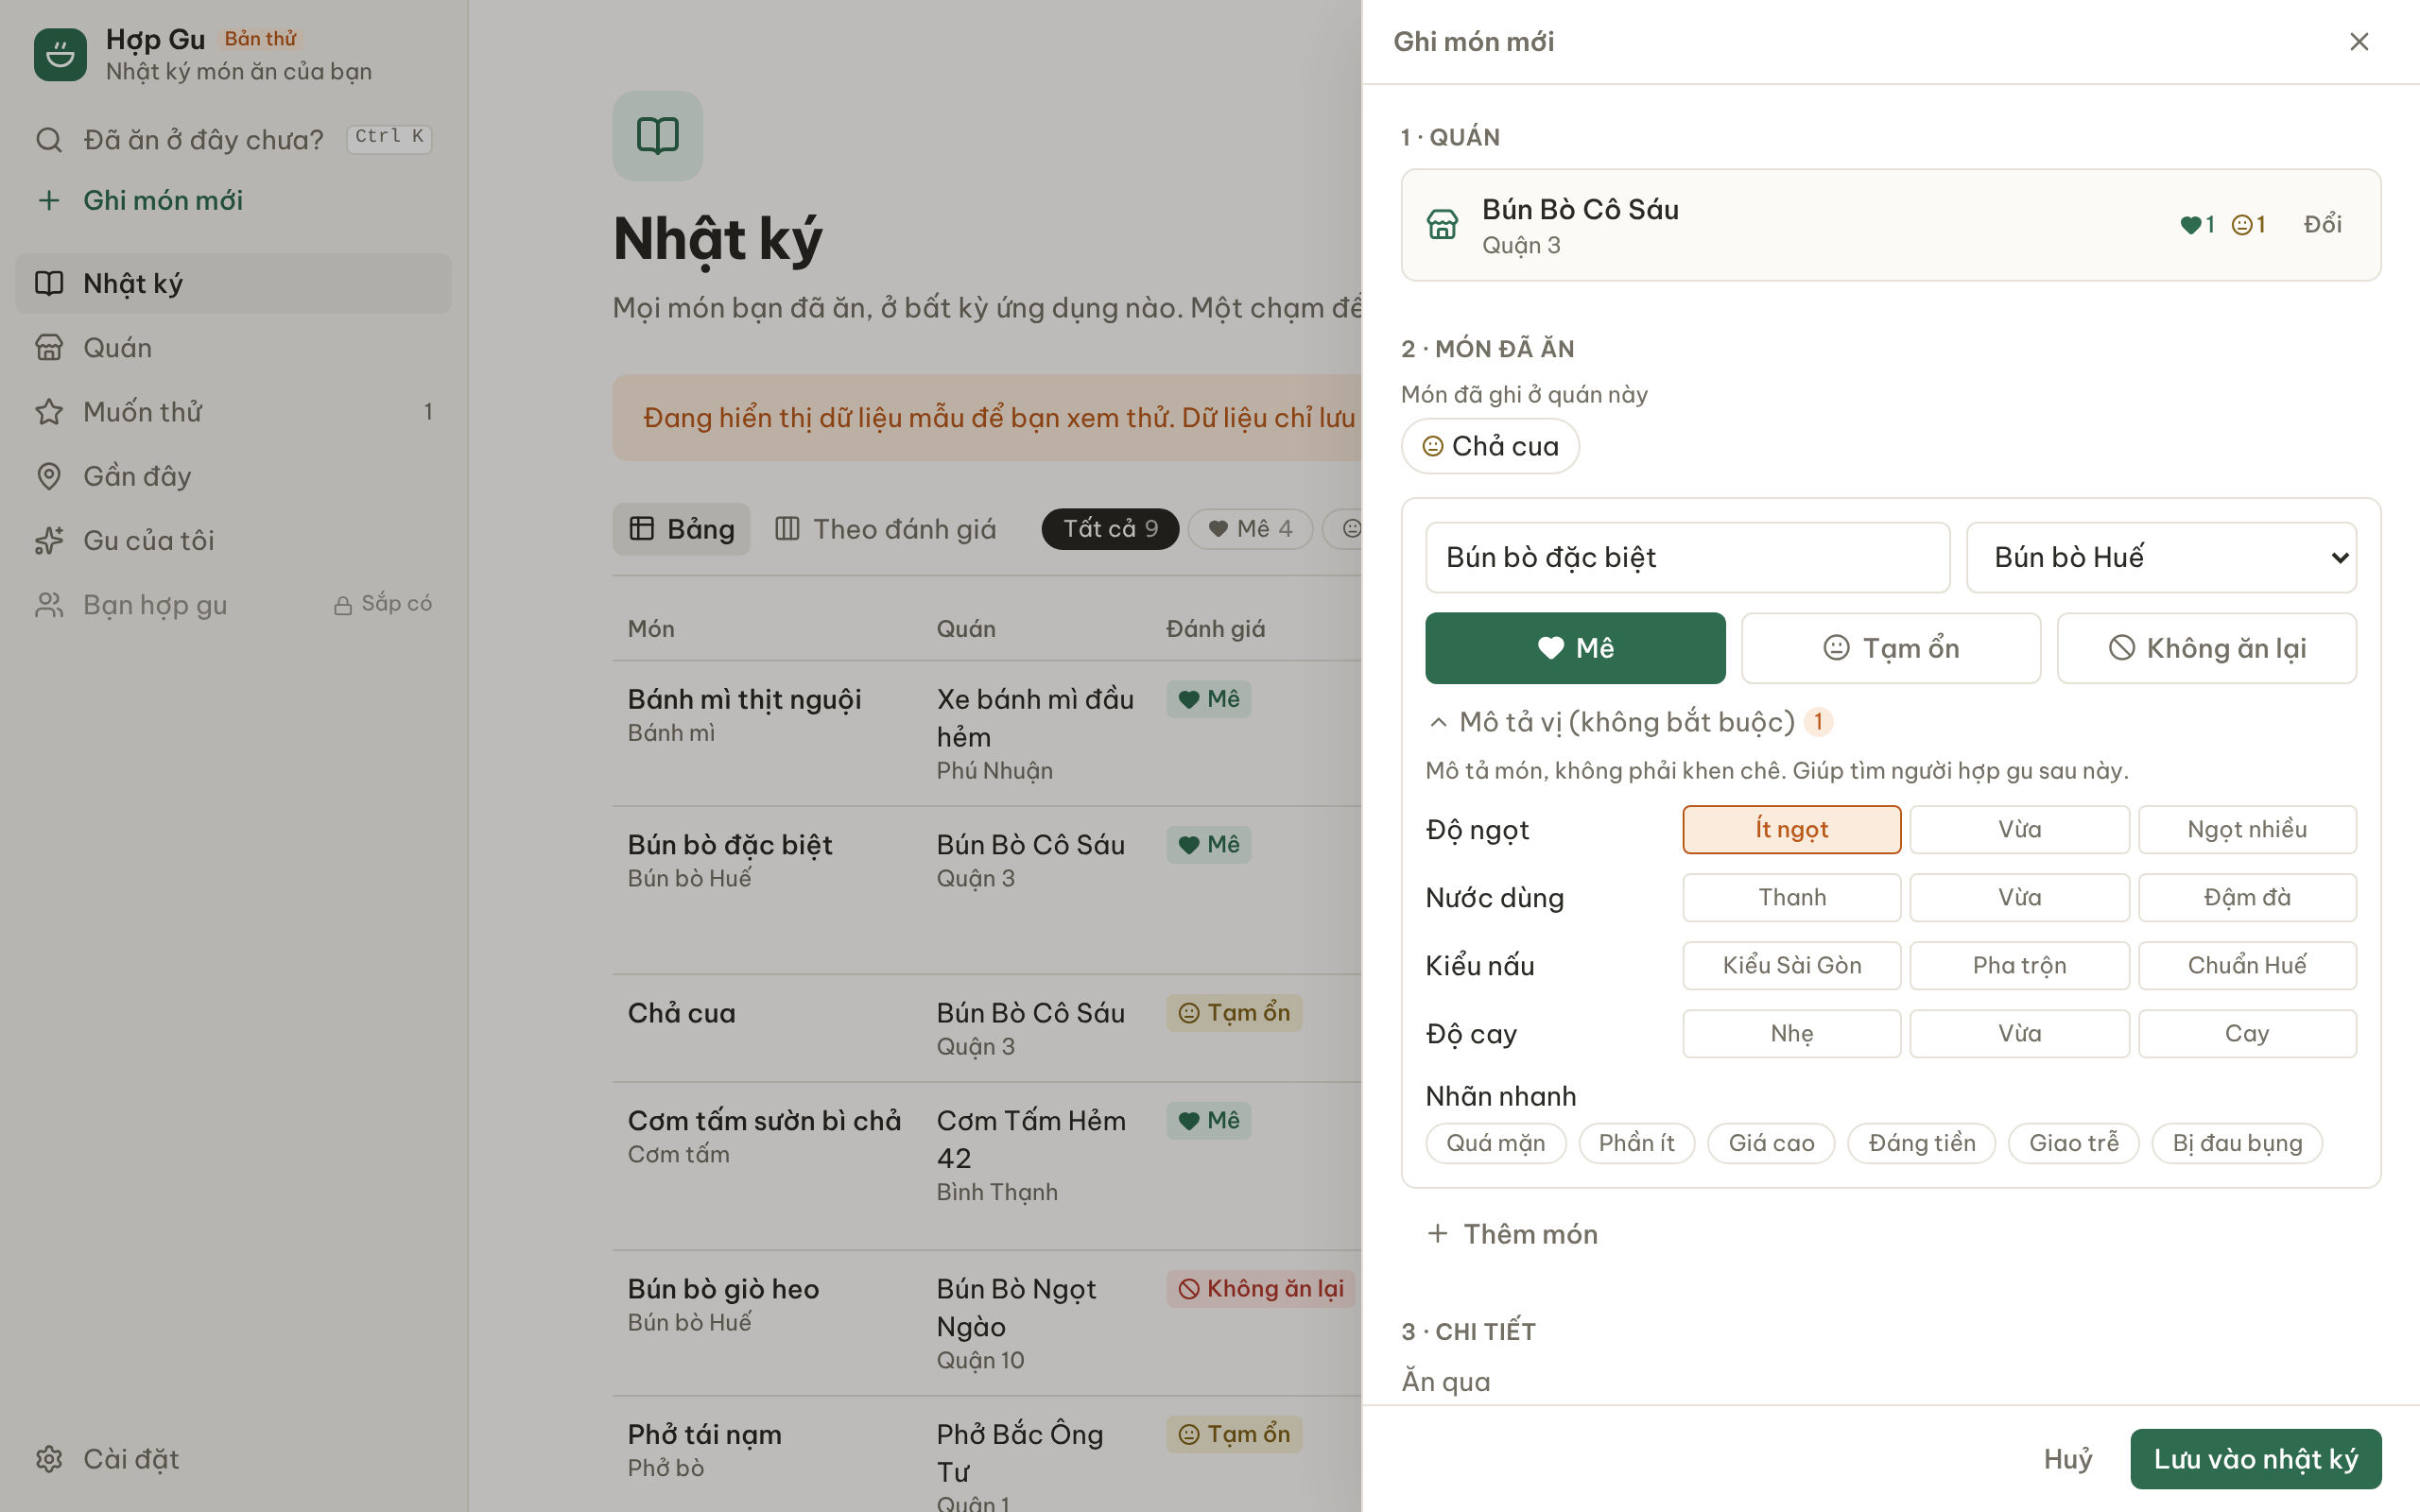 Hợp Gu Bản thử
Nhật ký món ăn của bạn
Đã ăn ở đây chưa? Ctrl K
Ghi món mới
Nhật ký
Quán
Muốn thử 1
Gần đây
Gu của tôi
Bạn hợp gu Sắp có
Cài đặt
Nhật ký
Mọi món bạn đã ăn, ở bất kỳ ứng dụng nào. Một chạm để
Đang hiển thị dữ liệu mẫu để bạn xem thử. Dữ liệu chỉ lưu
Bảng Theo đánh giá Tất cả 9 Mê 4
Món Quán Đánh giá
Bánh mì thịt nguội
Bánh mì
Xe bánh mì đầu
hẻm
Phú Nhuận
Mê
Bún bò đặc biệt
Bún bò Huế
Bún Bò Cô Sáu
Quận 3
Mê
Chả cua
Bún Bò Cô Sáu
Quận 3
Tạm ổn
Cơm tấm sườn bì chả
Cơm tấm
Cơm Tấm Hẻm
42
Bình Thạnh
Mê
Bún bò giò heo
Bún bò Huế
Bún Bò Ngọt
Ngào
Quận 10
Không ăn lại
Phở tái nạm
Phở bò
Phở Bắc Ông
Tư
Quận 1
Tạm ổn
Ghi món mới
1 · QUÁN
Bún Bò Cô Sáu
Quận 3
1 1 Đổi
2 · MÓN ĐÃ ĂN
Món đã ghi ở quán này
Chả cua
Bún bò đặc biệt Bún bò Huế
Mê Tạm ổn Không ăn lại
Mô tả vị (không bắt buộc) 1
Mô tả món, không phải khen chê. Giúp tìm người hợp gu sau này.
Độ ngọt Ít ngọt Vừa Ngọt nhiều
Nước dùng Thanh Vừa Đậm đà
Kiểu nấu Kiểu Sài Gòn Pha trộn Chuẩn Huế
Độ cay Nhẹ Vừa Cay
Nhãn nhanh
Quá mặn Phần ít Giá cao Đáng tiền Giao trễ Bị đau bụng
Thêm món
3 · CHI TIẾT
Ăn qua
Huỷ Lưu vào nhật ký